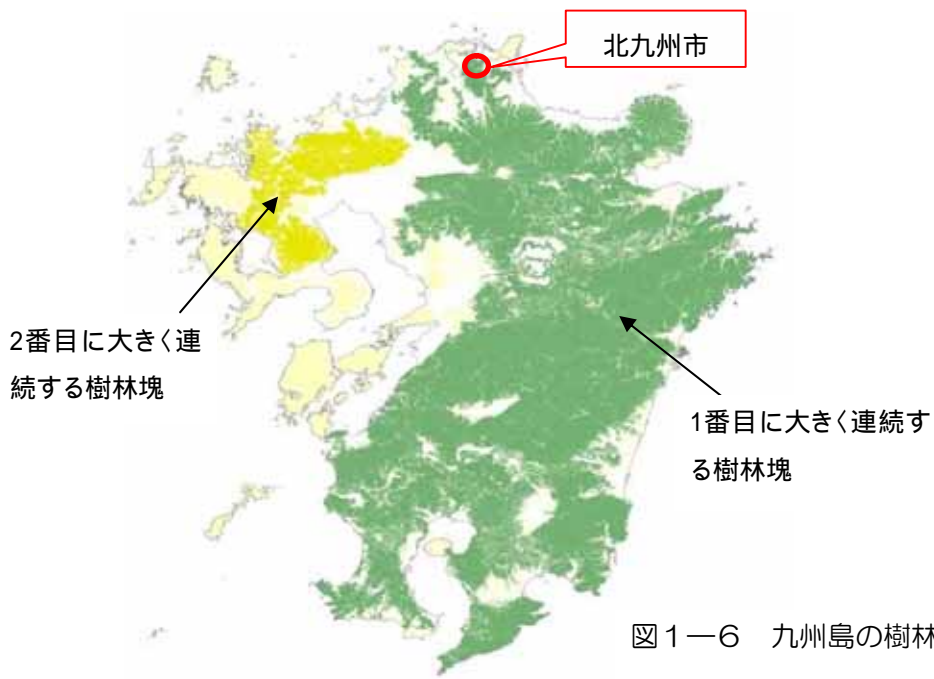 北九州市
2番目に大きく連
続する樹林塊
1番目に大きく連続す
る樹林塊
図1―6 九州島の樹林